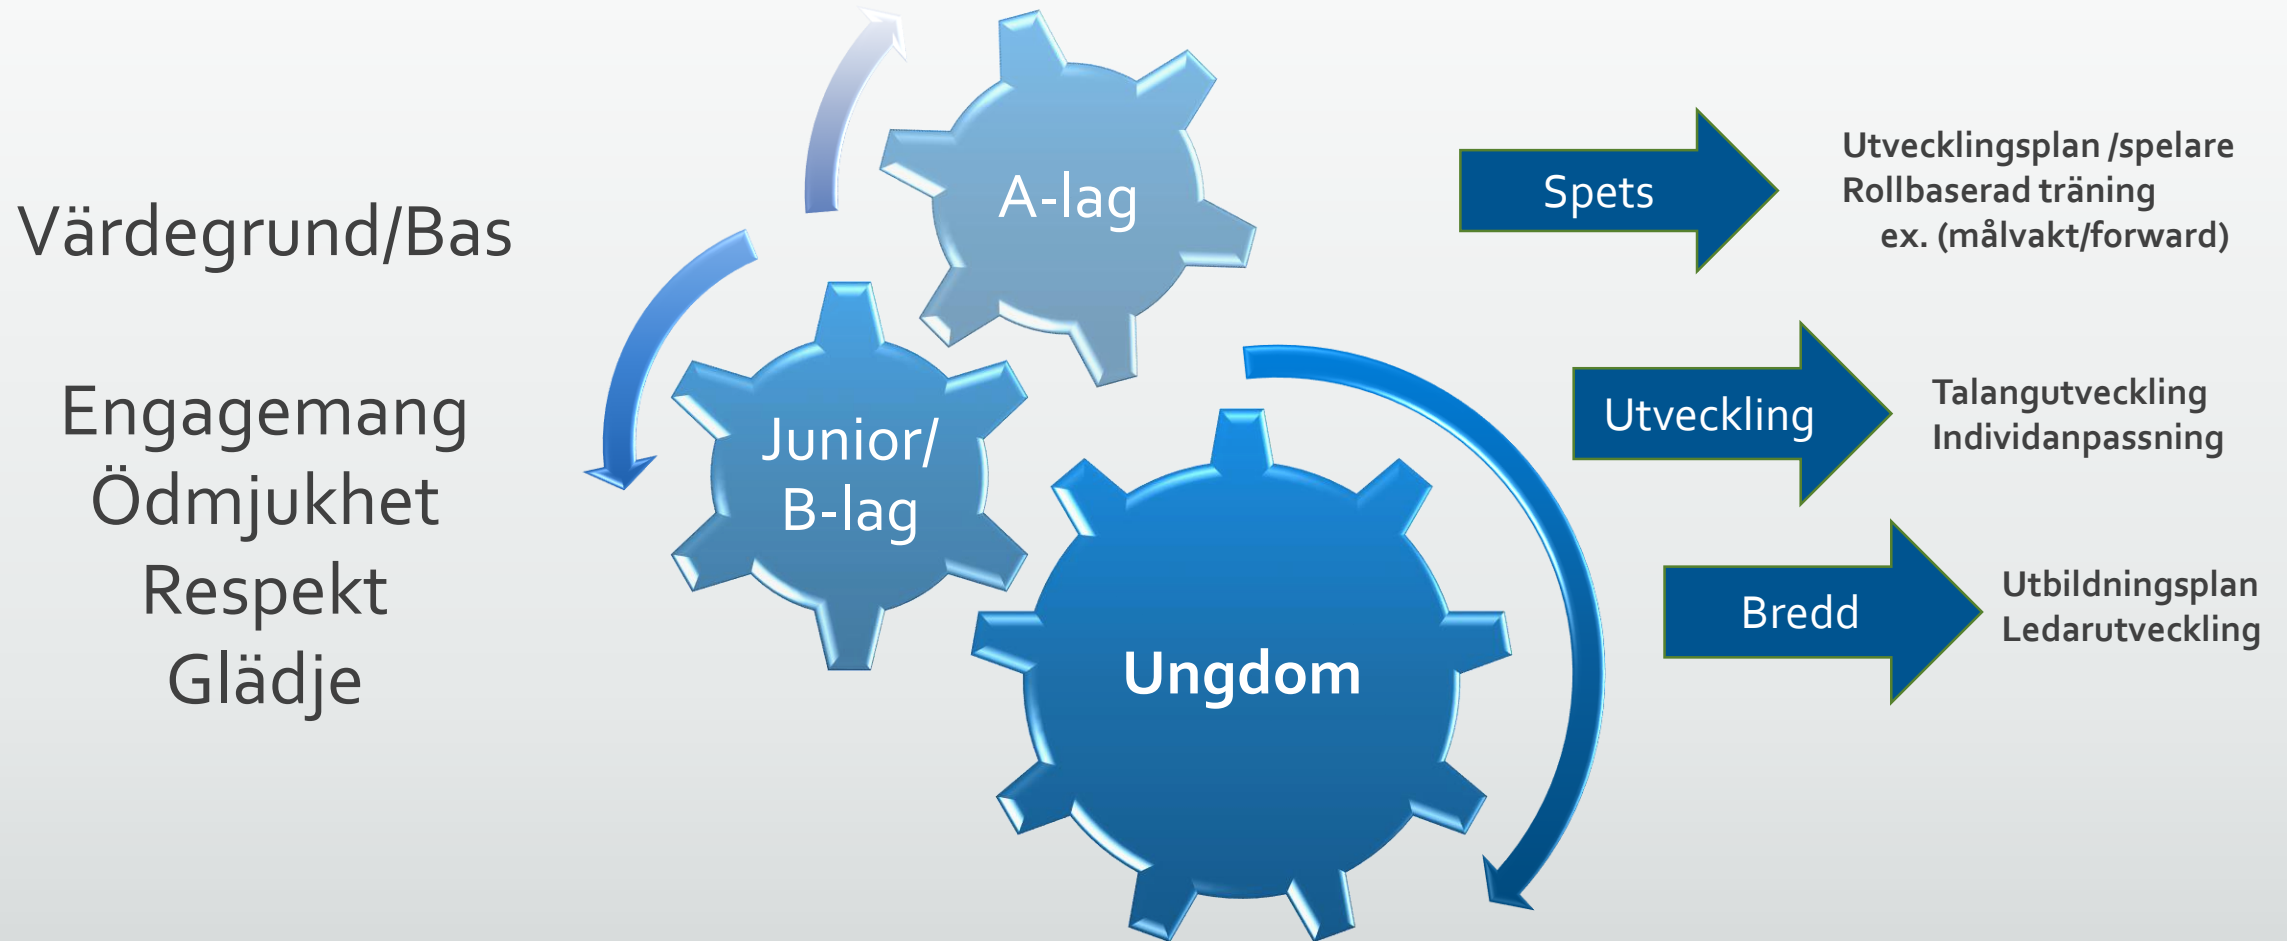 Värdegrund/Bas
Engagemang
Ödmjukhet
Respekt
Glädje
A-lag
Junior/
B-lag
Ungdom
Spets
Utvecklingsplan /spelare
Rollbaserad träning
ex. (målvakt/forward)
Utveckling
Talangutveckling
Individanpassning
Bredd
Utbildningsplan
Ledarutveckling